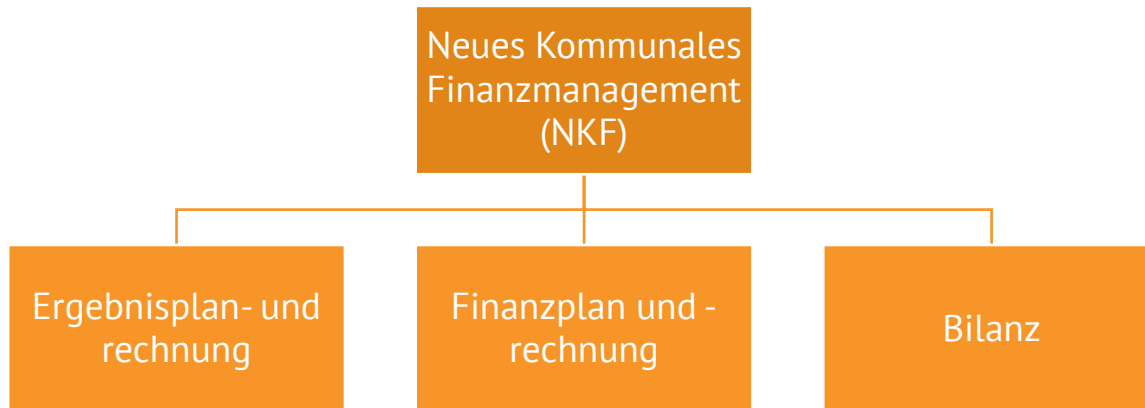 Neues Kommunales
Finanzmanagement
(NKF)
Ergebnisplan- und
rechnung
Finanzplan und -
rechnung
Bilanz